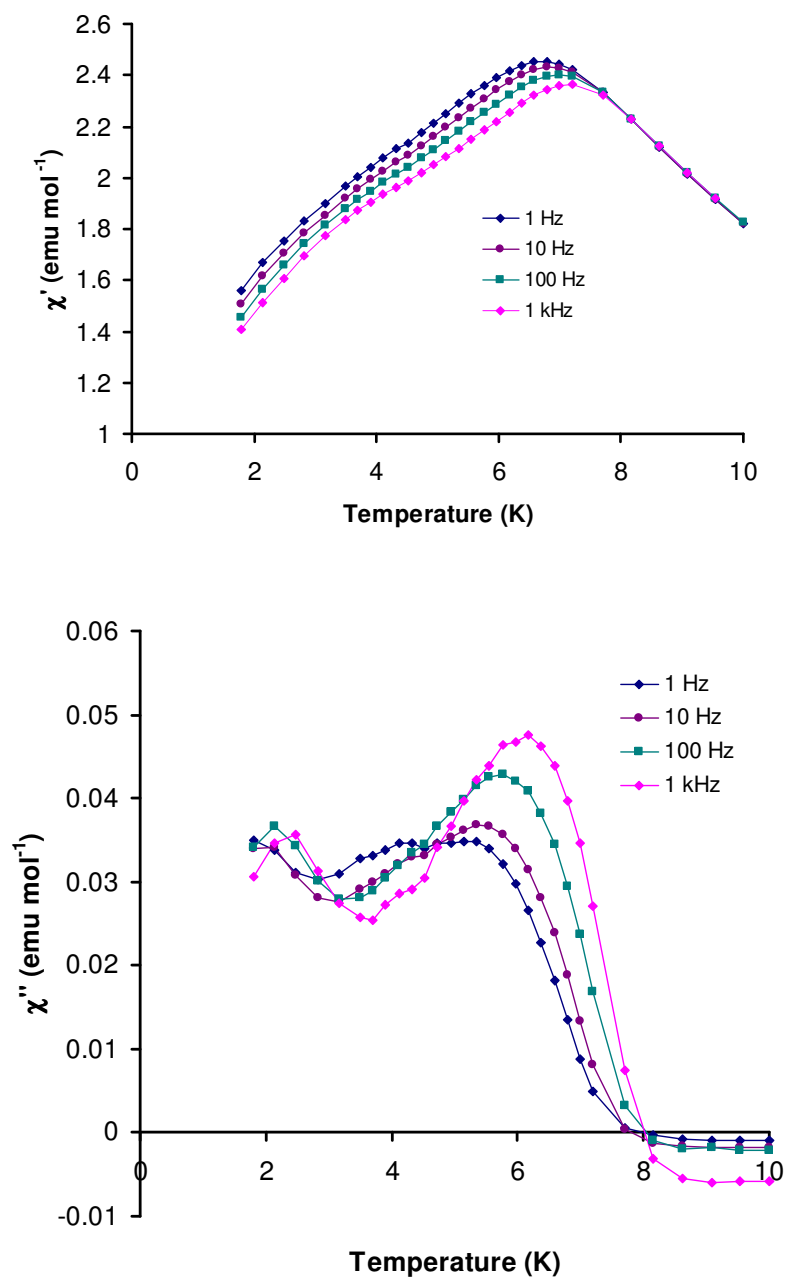 2.6
2.4
2.2
2
1.8
1.6
1.4
1.2
1
χ' (emu mol⁻¹)
1 Hz
10 Hz
100 Hz
1 kHz
0 2 4 6 8 10
Temperature (K)
0.06
0.05
0.04
0.03
0.02
0.01
0
-0.01
χ'' (emu mol⁻¹)
1 Hz
10 Hz
100 Hz
1 kHz
0 2 4 6 8 10
Temperature (K)